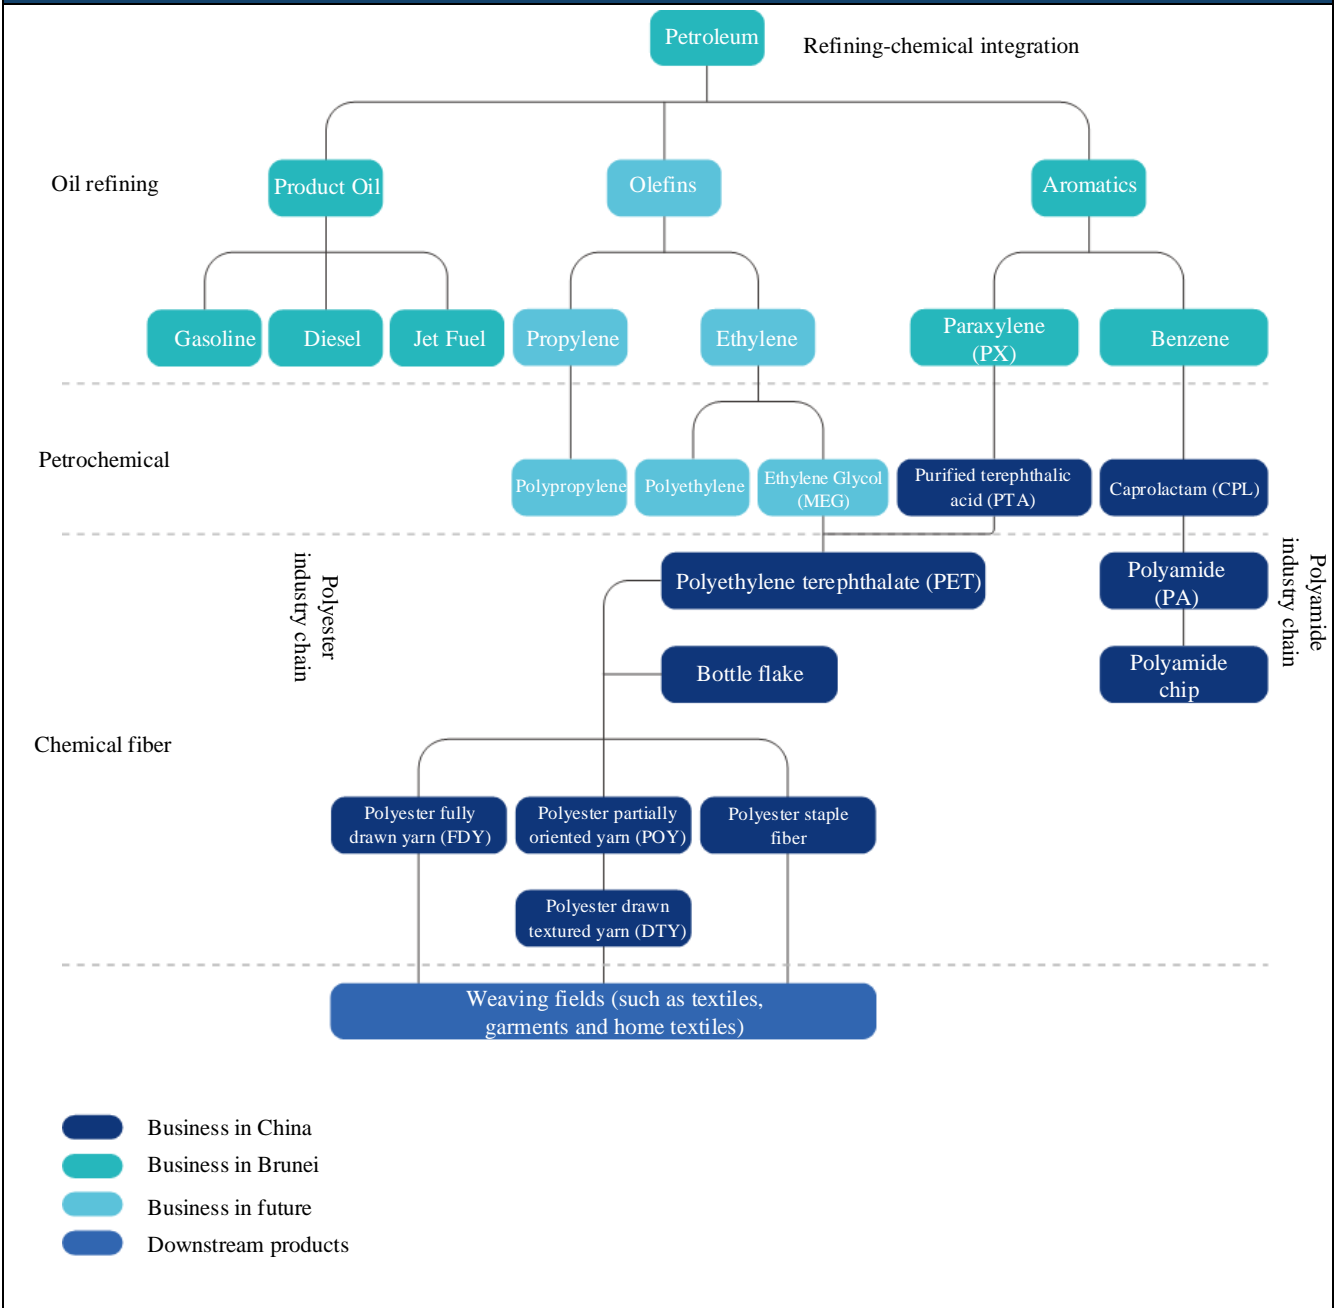 Petroleum
Refining-chemical integration
Oil refining
Product Oil
Olefins
Aromatics
Gasoline
Diesel
Jet Fuel
Propylene
Ethylene
Paraxylene
(PX)
Benzene
Petrochemical
Polypropylene
Polyethylene
Ethylene Glycol
(MEG)
Purified terephthalic
acid (PTA)
Caprolactam (CPL)
Polyester
industry chain
Polyethylene terephthalate (PET)
Polyamide
(PA)
Polyamide
industry chain
Bottle flake
Polyamide
chip
Chemical fiber
Polyester fully
drawn yarn (FDY)
Polyester partially
oriented yarn (POY)
Polyester staple
fiber
Polyester drawn
textured yarn (DTY)
Weaving fields (such as textiles,
garments and home textiles)
Business in China
Business in Brunei
Business in future
Downstream products